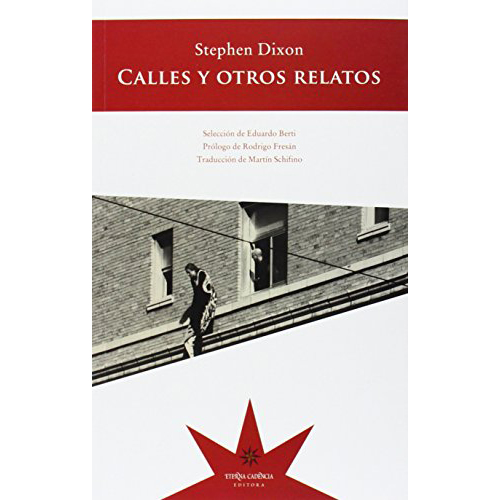 Stephen Dixon
CALLES Y OTROS RELATOS
Selección de Eduardo Berti
Prólogo de Rodrigo Fresán
Traducción de Martín Schifino
ETERNA CADENCIA
EDITORA